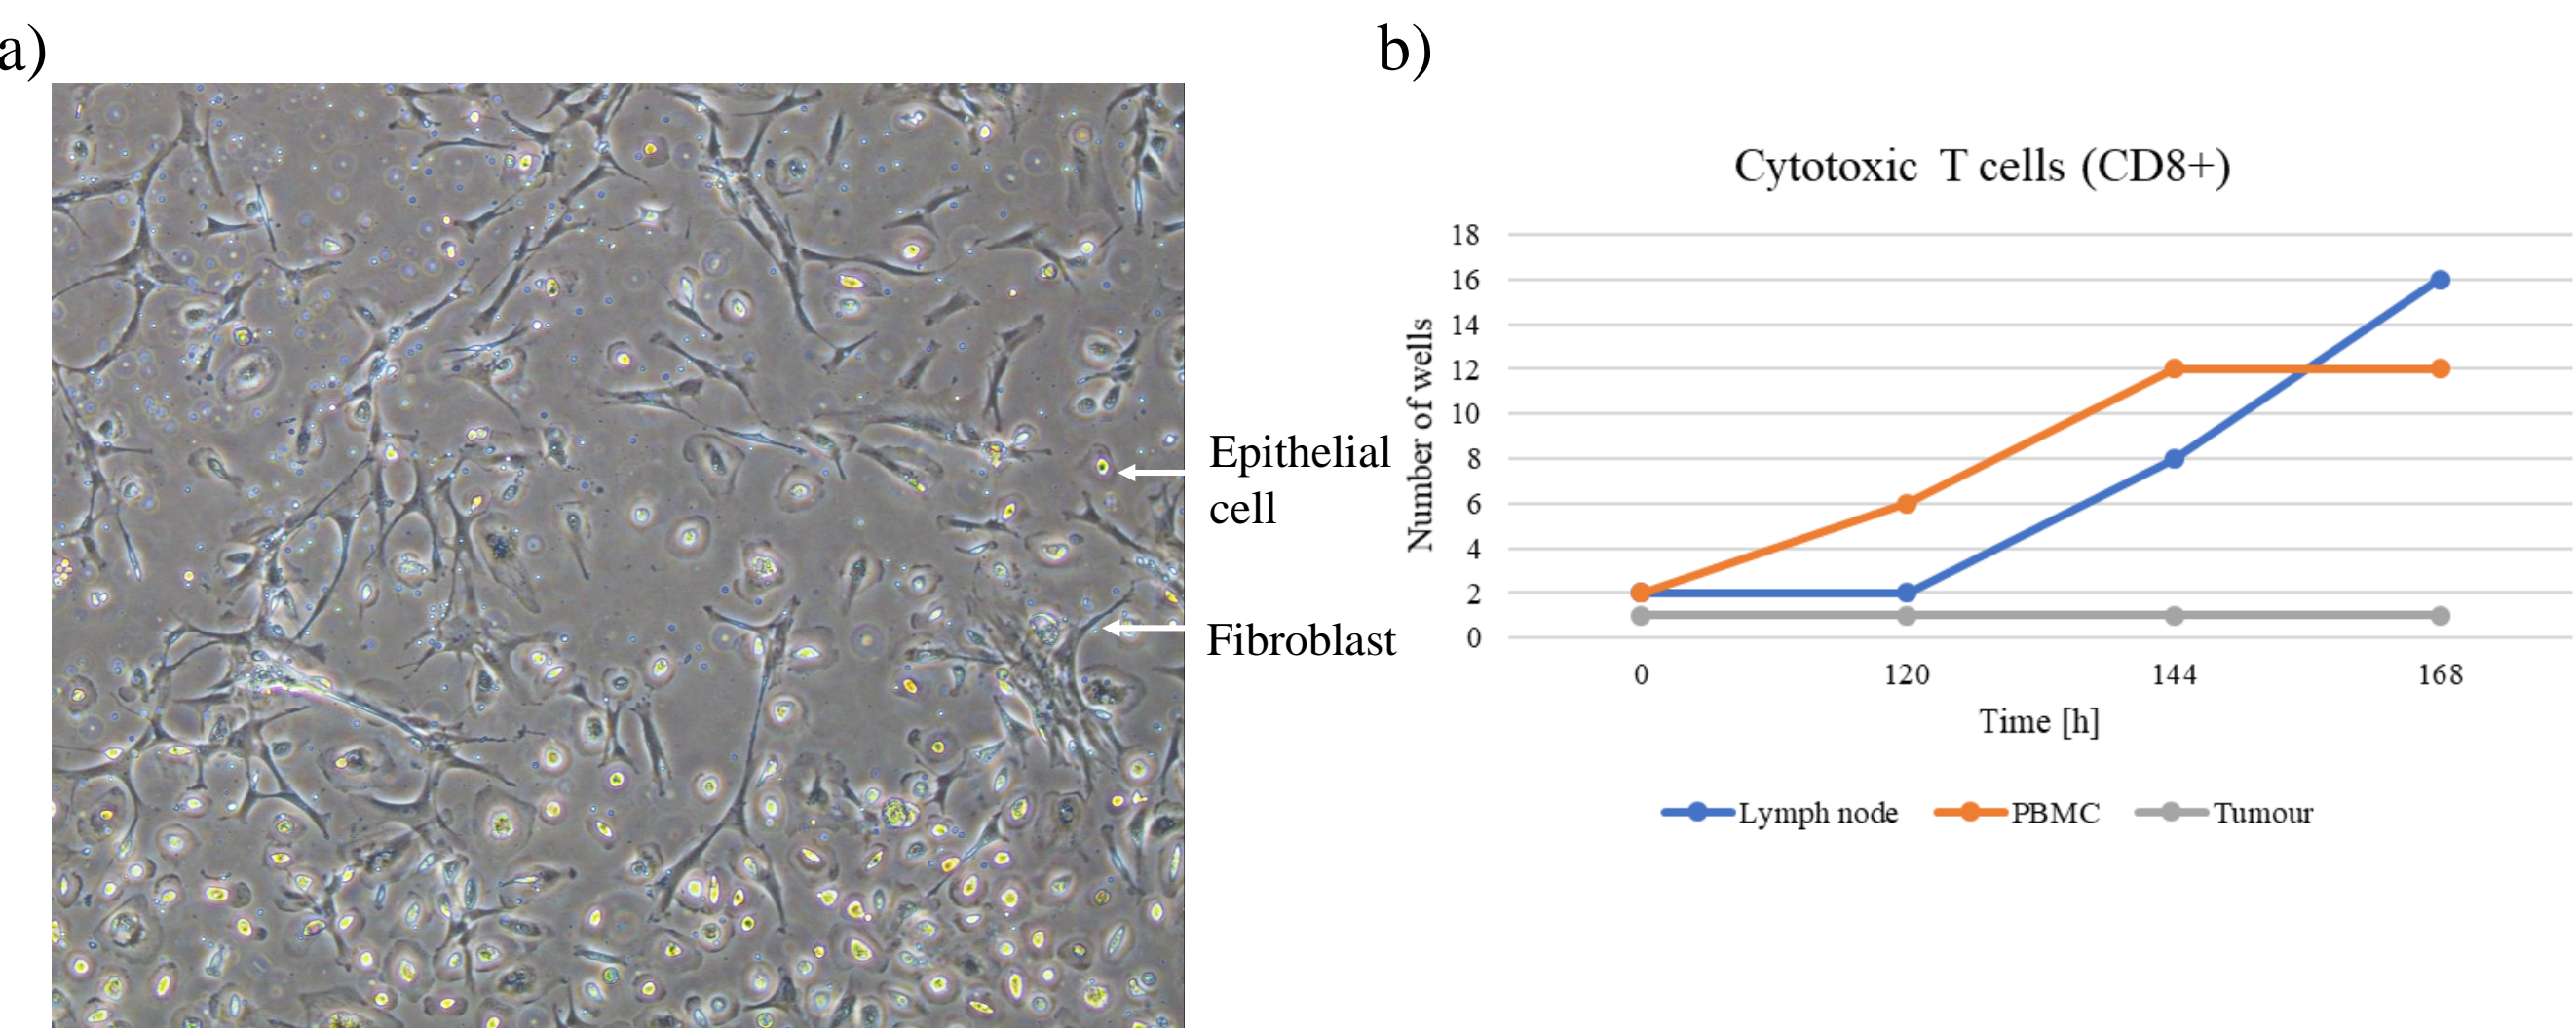 a)
Epithelial
cell
Fibroblast
b)
Cytotoxic T cells (CD8+)
Number of wells
18
16
14
12
10
8
6
4
2
0
0 120 144 168
Time [h]
Lymph node PBMC Tumour